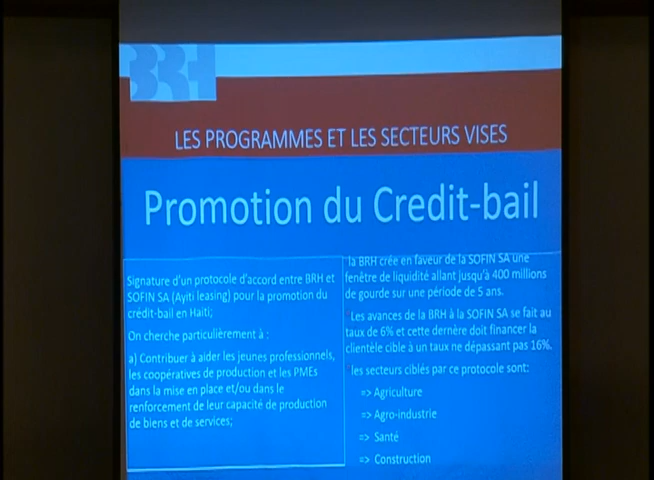 BRH
LES PROGRAMMES ET LES SECTEURS VISES
Promotion du Credit-bail
Signature d'un protocole d'accord entre BRH et
SOFIN SA (Ayiti leasing) pour la promotion du
crédit-bail en Haiti;
On cherche particulièrement à :
a) Contribuer à aider les jeunes professionnels,
les coopératives de production et les PMEs
dans la mise en place et/ou dans le
renforcement de leur capacité de production
de biens et de services;
la BRH crée en faveur de la SOFIN SA une
fenêtre de liquidité allant jusqu'à 400 millions
de gourde sur une période de 5 ans.
Les avances de la BRH à la SOFIN SA se fait au
taux de 6% et cette dernère doit financer la
clientèle cible à un taux ne dépassant pas 16%.
les secteurs ciblés par ce protocole sont:
=> Agriculture
=> Agro-industrie
=> Santé
=> Construction